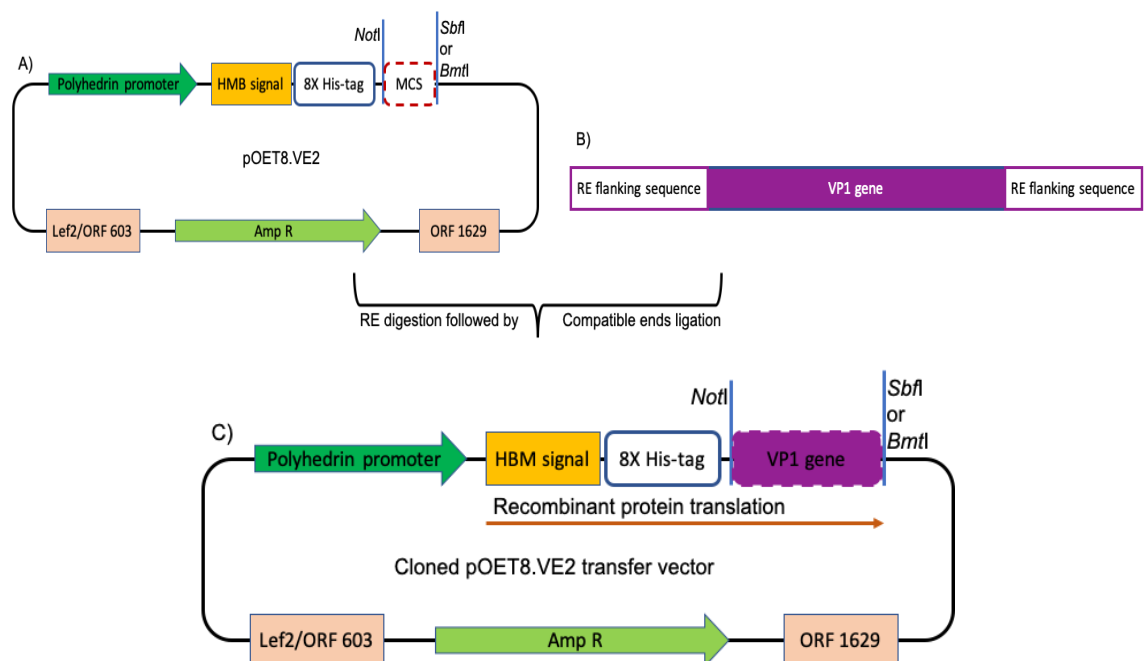 A)
NotI
SbfI
or
BmtI
Polyhedrin promoter
HMB signal
8X His-tag
MCS
pOET8.VE2
Lef2/ORF 603
Amp R
ORF 1629
B)
RE flanking sequence
VP1 gene
RE flanking sequence
RE digestion followed by
Compatible ends ligation
C)
NotI
SbfI
or
BmtI
Polyhedrin promoter
HBM signal
8X His-tag
VP1 gene
Recombinant protein translation
Cloned pOET8.VE2 transfer vector
Lef2/ORF 603
Amp R
ORF 1629